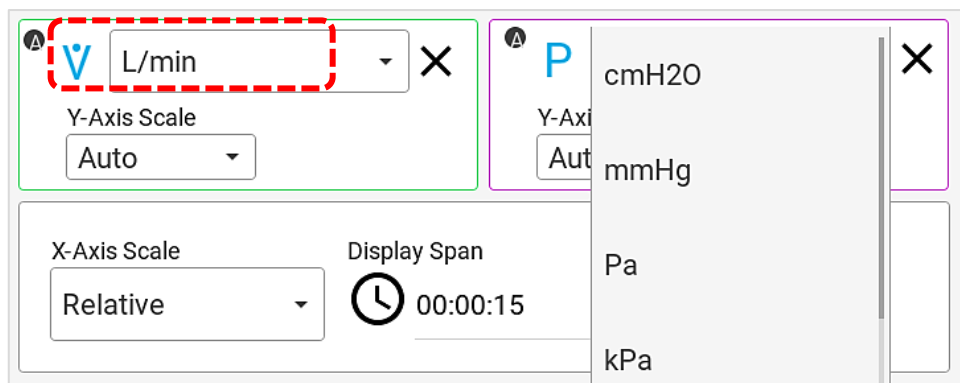 A V̇ L/min
Y-Axis Scale
Auto
A P
Y-Axi
Aut
cmH2O
mmHg
Pa
kPa
X-Axis Scale
Relative
Display Span
00:00:15